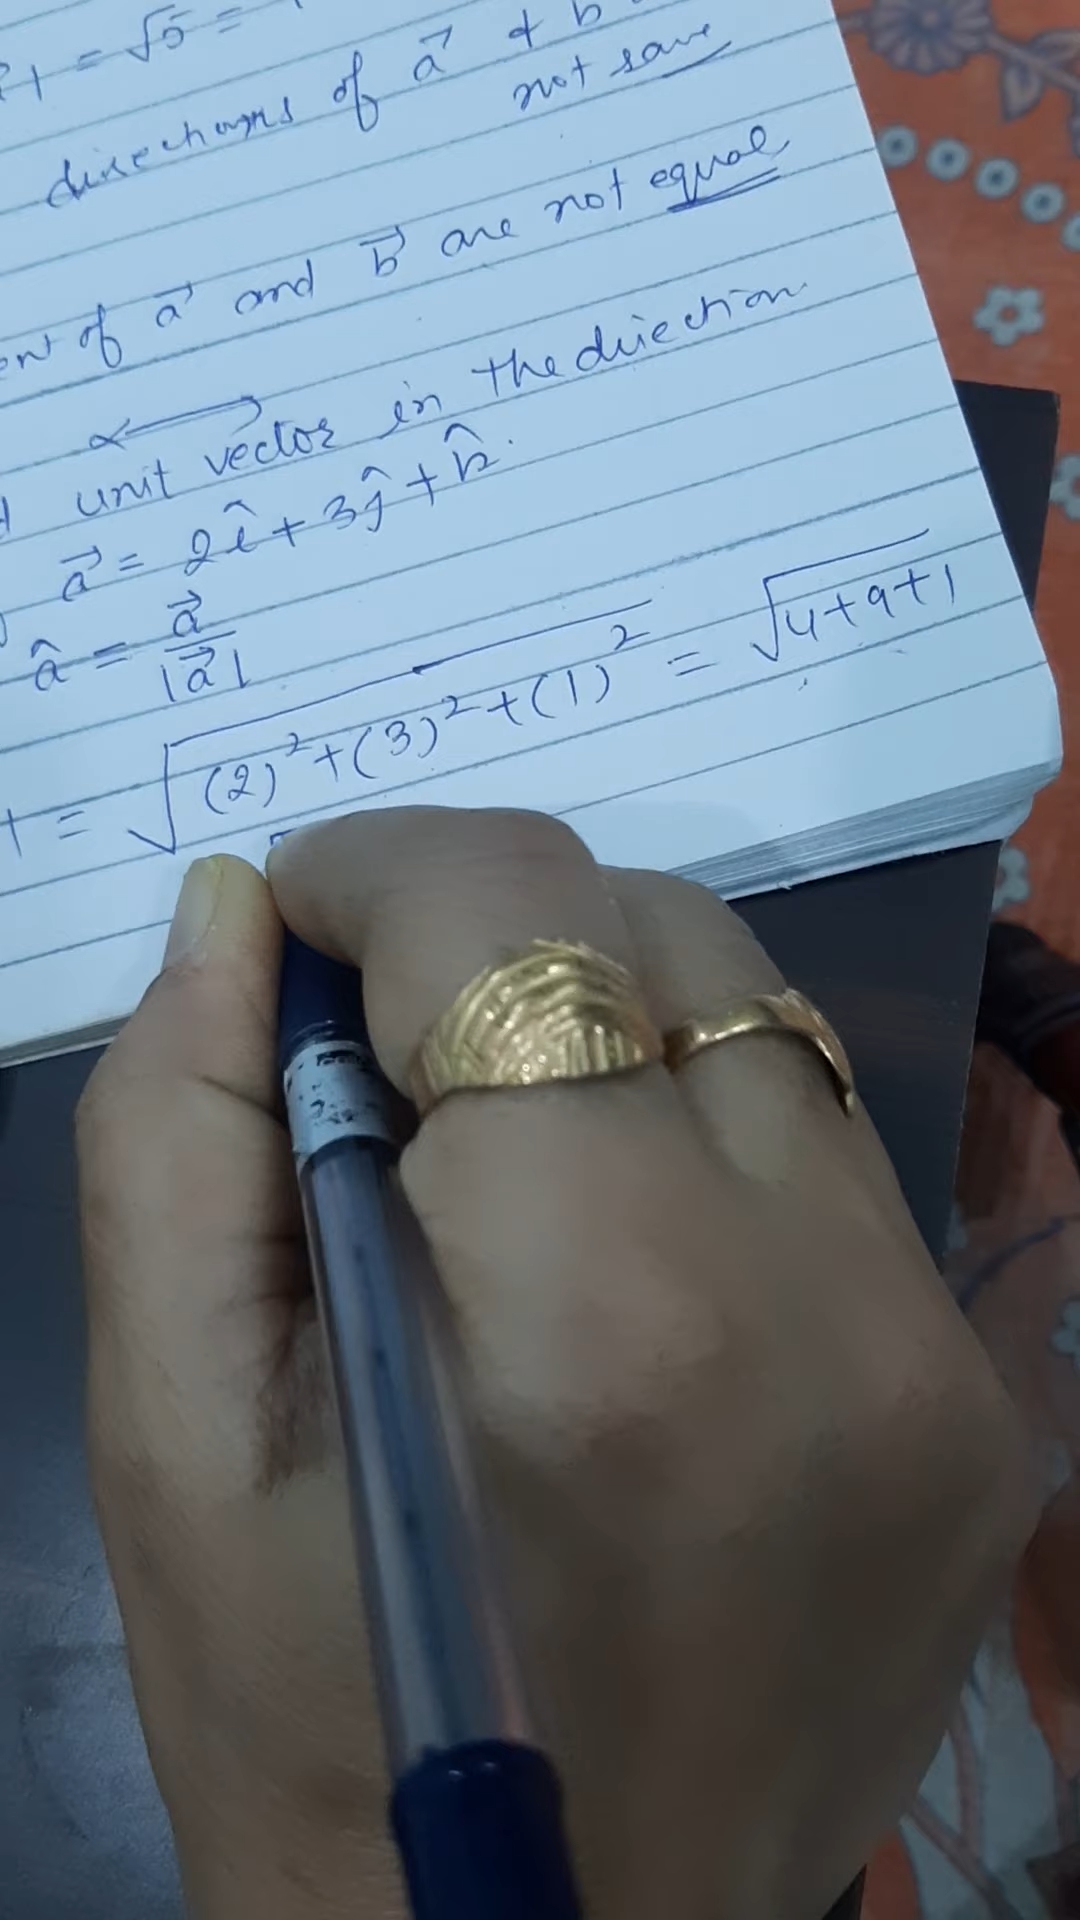 = √5 =
directions of a⃗ & b
not same
of a⃗ and b⃗ are not equal
unit vector in the direction
a⃗ = 2î + 3ĵ + k̂.
â = a⃗ / |a⃗|
= √(2)² + (3)² + (1)² = √4+9+1